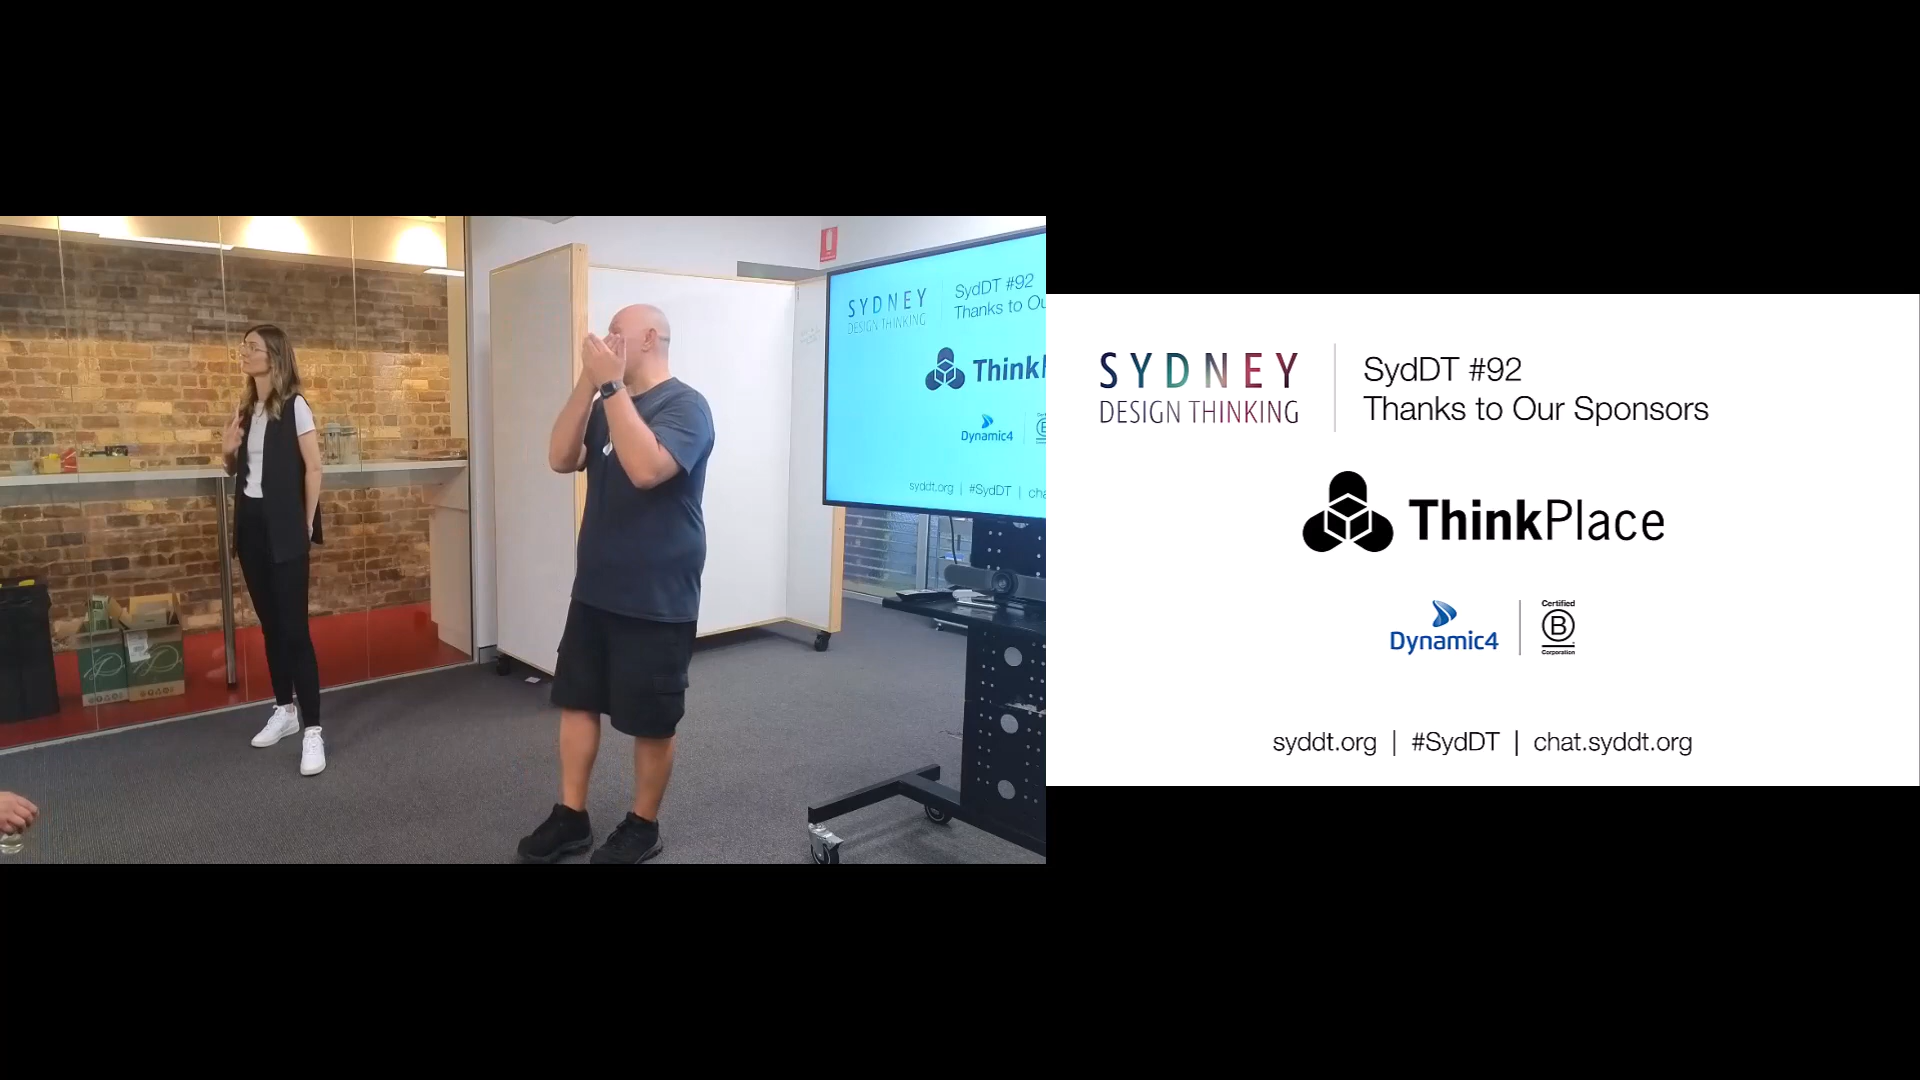 SYDNEY
DESIGN THINKING
SydDT #92
Thanks to Ou
Think
Dynamic4
syddt.org | #SydDT | cha
SYDNEY
DESIGN THINKING
SydDT #92
Thanks to Our Sponsors
ThinkPlace
Dynamic4
Certified
B
Corporation
syddt.org | #SydDT | chat.syddt.org